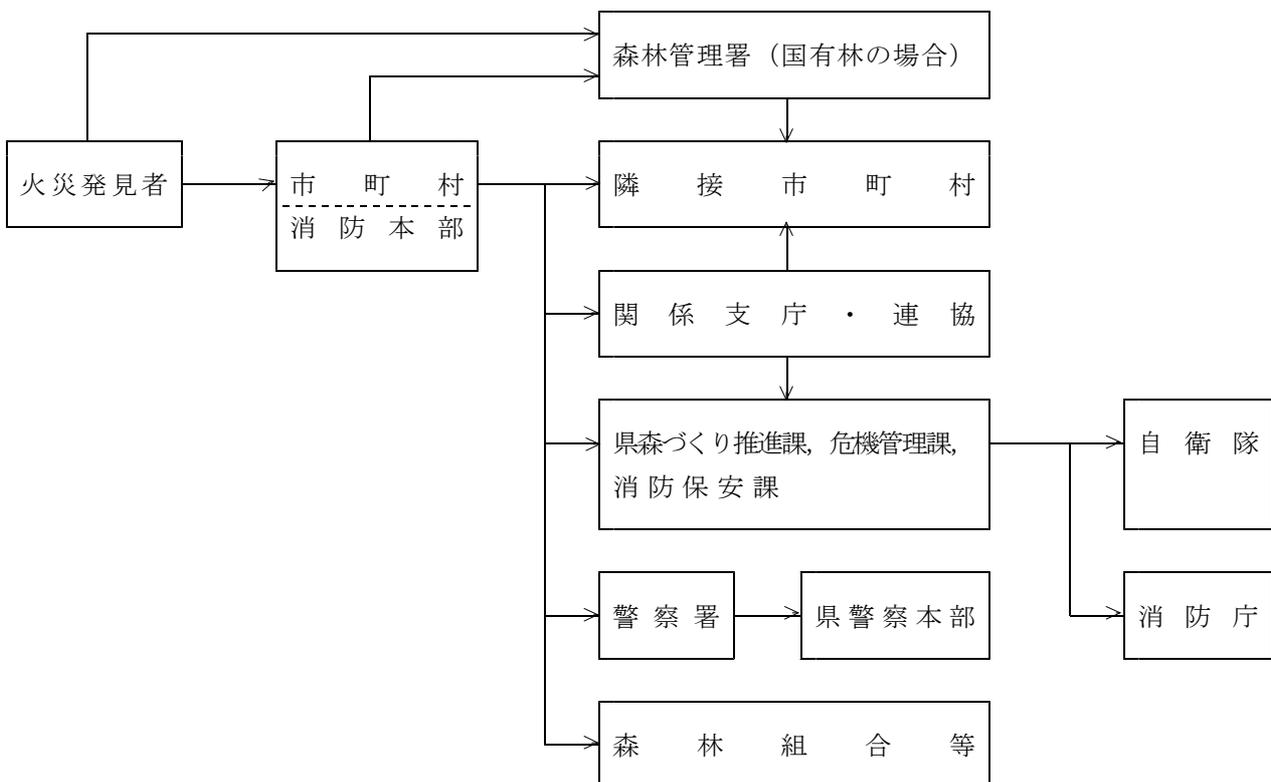 森林管理署（国有林の場合）
火災発見者
市町村
消防本部
隣接市町村
関係支庁・連協
県森づくり推進課，危機管理課，
消防保安課
自衛隊
警察署
県警察本部
消防庁
森林組合等